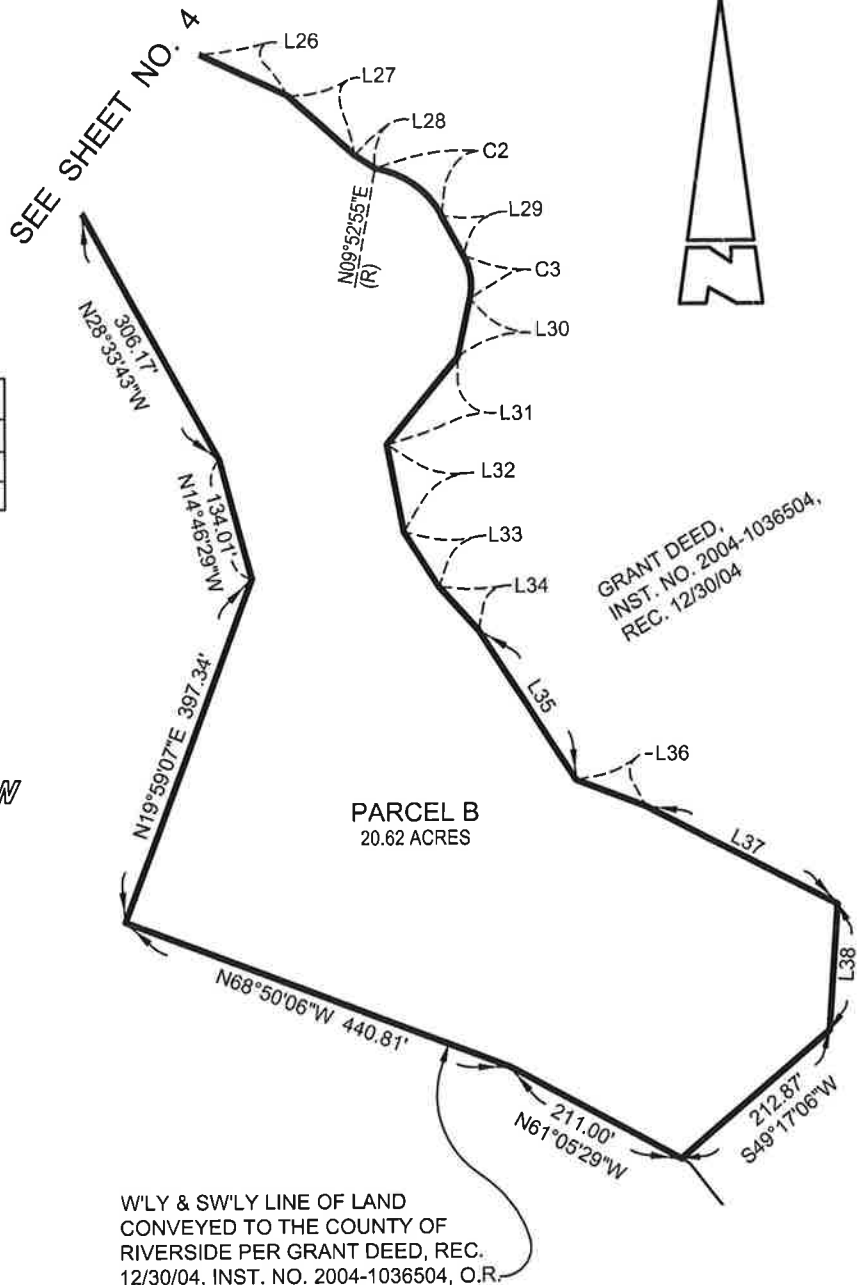 SEE SHEET NO. 4
L26
L27
L28
C2
N09°52'55"E
(R)
L29
C3
L30
L31
L32
L33
L34
L35
L36
L37
L38
N
306.17'
N28°33'43"W
134.01'
N14°46'29"W
GRANT DEED,
INST. NO. 2004-1036504,
REC. 12/30/04
N19°59'07"E 397.34'
W
PARCEL B
20.62 ACRES
N68°50'06"W 440.81'
211.00'
N61°05'29"W
212.87'
S49°17'06"W
W'LY & SW'LY LINE OF LAND
CONVEYED TO THE COUNTY OF
RIVERSIDE PER GRANT DEED, REC.
12/30/04, INST. NO. 2004-1036504, O.R.